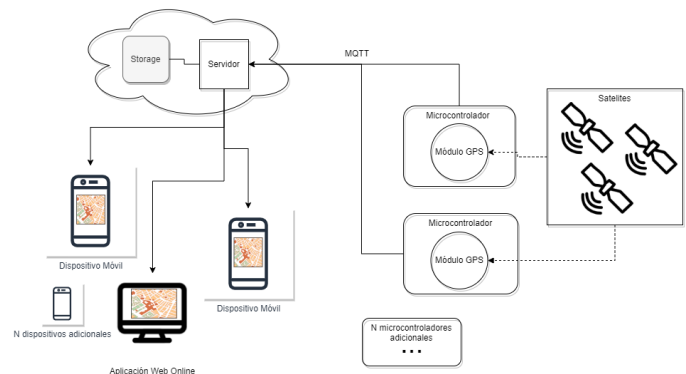 MQTT
Storage
Servidor
Satelites
Microcontrolador
Módulo GPS
Microcontrolador
Módulo GPS
Dispositivo Móvil
Dispositivo Móvil
N dispositivos adicionales
N microcontroladores
adicionales
...
Aplicación Web Online